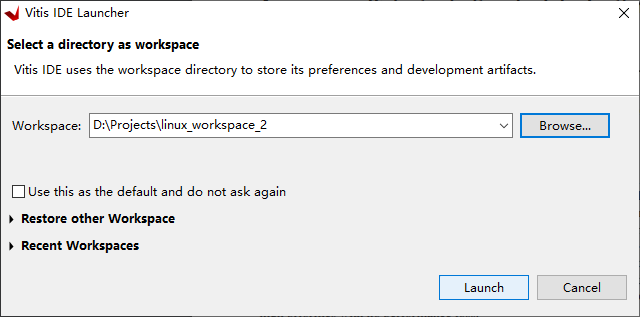 Vitis IDE Launcher
Select a directory as workspace
Vitis IDE uses the workspace directory to store its preferences and development artifacts.
Workspace: D:\Projects\linux_workspace_2 Browse...
Use this as the default and do not ask again
Restore other Workspace
Recent Workspaces
Launch Cancel